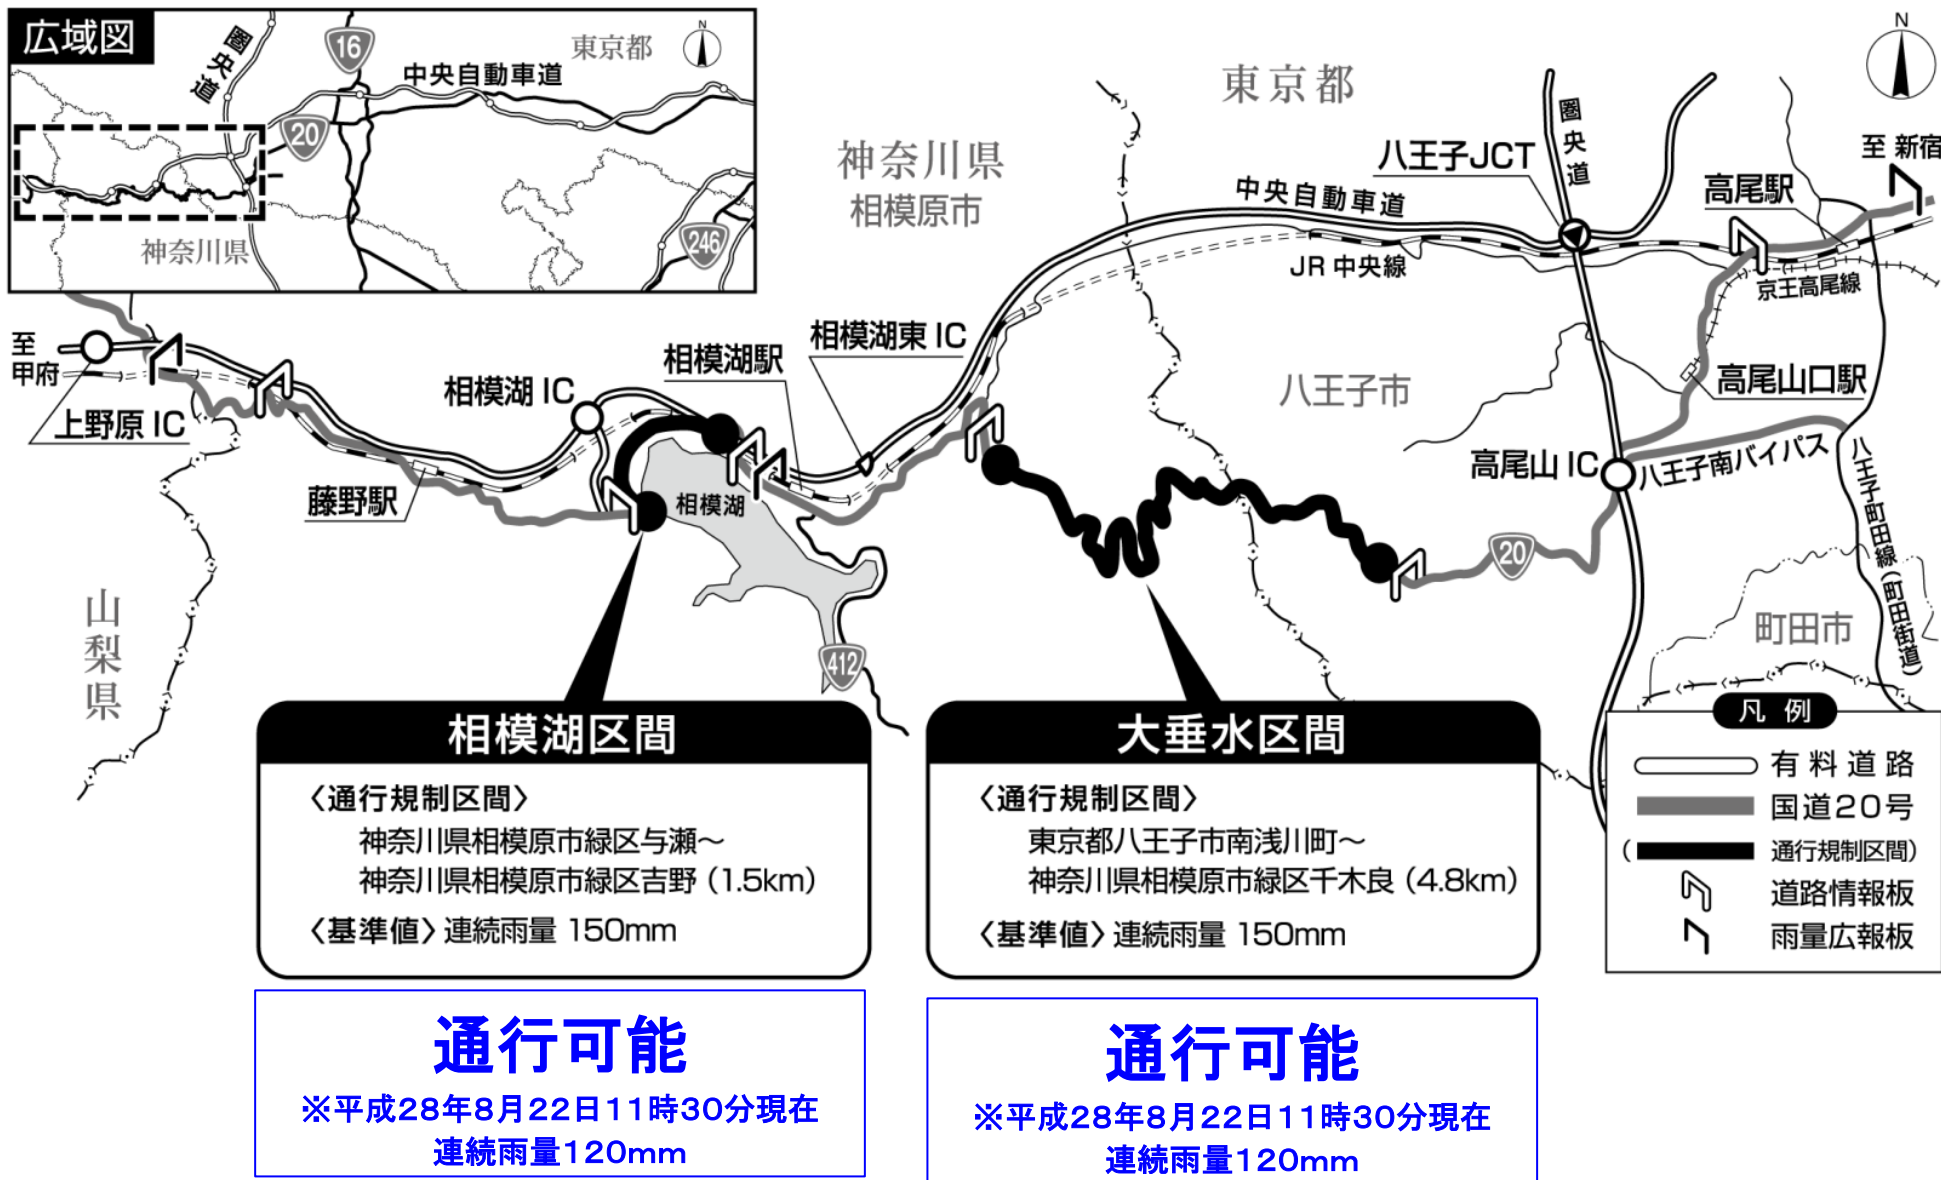 広域図
圏央道
16
東京都
N
中央自動車道
20
神奈川県
246
東京都
N
神奈川県
相模原市
圏央道
八王子JCT
至 新宿
高尾駅
中央自動車道
JR中央線
京王高尾線
至
甲府
上野原 IC
相模湖東 IC
相模湖駅
相模湖 IC
八王子市
高尾山口駅
藤野駅
相模湖
高尾山 IC
八王子南バイパス
八王子町田線(町田街道)
20
山梨県
町田市
412
相模湖区間
〈通行規制区間〉
神奈川県相模原市緑区与瀬～
神奈川県相模原市緑区吉野 (1.5km)
〈基準値〉連続雨量 150mm
大垂水区間
〈通行規制区間〉
東京都八王子市南浅川町～
神奈川県相模原市緑区千木良 (4.8km)
〈基準値〉連続雨量 150mm
凡 例
有料道路
国道20号
(通行規制区間)
道路情報板
雨量広報板
通行可能
※平成28年8月22日11時30分現在
連続雨量120mm
通行可能
※平成28年8月22日11時30分現在
連続雨量120mm